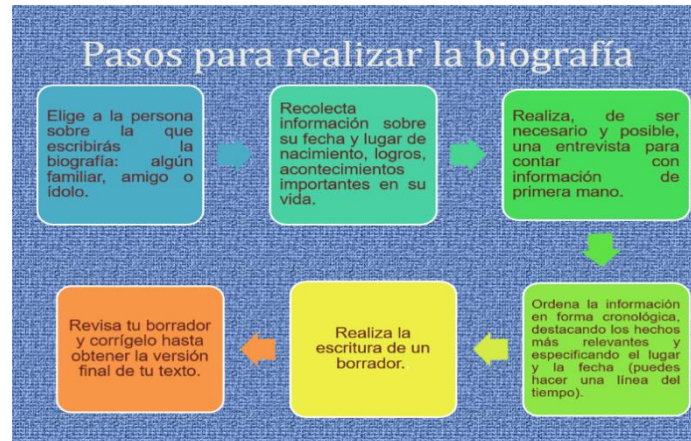 Pasos para realizar la biografía
Elige a la persona
sobre la que
escribirás la
biografía: algún
familiar, amigo o
ídolo.
Recolecta
información sobre
su fecha y lugar de
nacimiento, logros,
acontecimientos
importantes en su
vida.
Realiza, de ser
necesario y posible,
una entrevista para
contar con
información de
primera mano.
Ordena la información
en forma cronológica,
destacando los hechos
más relevantes y
especificando el lugar
y la fecha (puedes
hacer una línea del
tiempo).
Realiza la
escritura de un
borrador.
Revisa tu borrador
y corrígelo hasta
obtener la versión
final de tu texto.